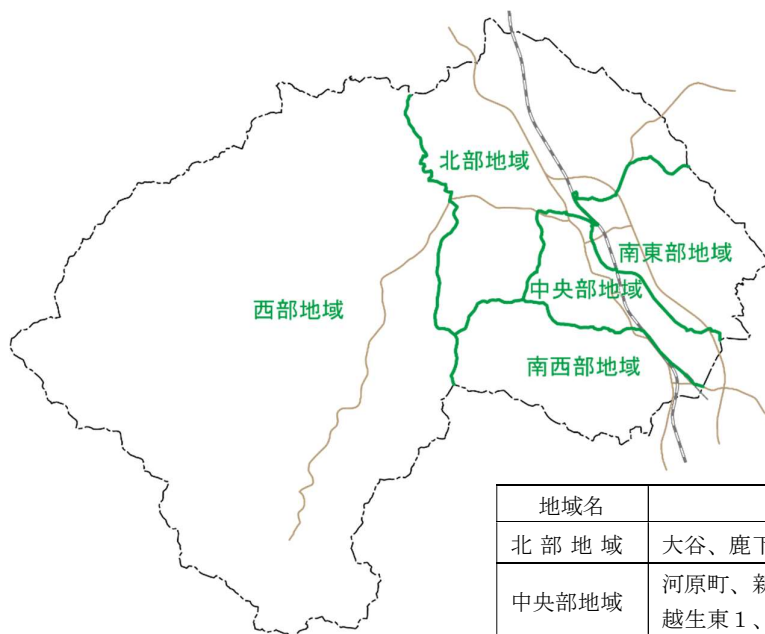 北部地域
南東部地域
中央部地域
西部地域
南西部地域
地域名
北部地域 大谷、鹿下
中央部地域 河原町、新
越生東1、